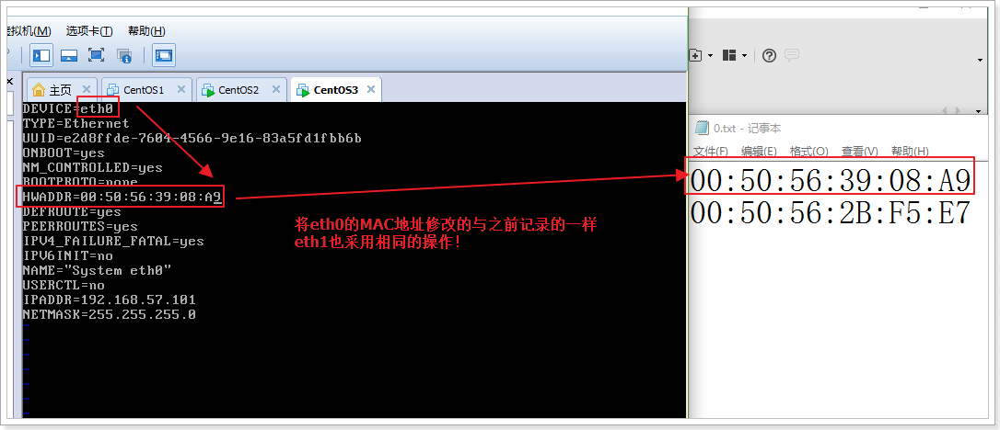 虚拟机(M) 选项卡(T) 帮助(H)
主页 CentOS1 CentOS2 CentOS3
DEVICE=eth0
TYPE=Ethernet
UUID=e2d8ffde-7604-4566-9e16-83a5fd1fbb6b
ONBOOT=yes
NM_CONTROLLED=yes
BOOTPROTO=none
HWADDR=00:50:56:39:08:A9
DEFROUTE=yes
PEERROUTES=yes
IPV4_FAILURE_FATAL=yes
IPV6INIT=no
NAME="System eth0"
USERCTL=no
IPADDR=192.168.57.101
NETMASK=255.255.255.0
将eth0的MAC地址修改的与之前记录的一样
eth1也采用相同的操作!
0.txt - 记事本
文件(F) 编辑(E) 格式(O) 查看(V) 帮助(H)
00:50:56:39:08:A9
00:50:56:2B:F5:E7